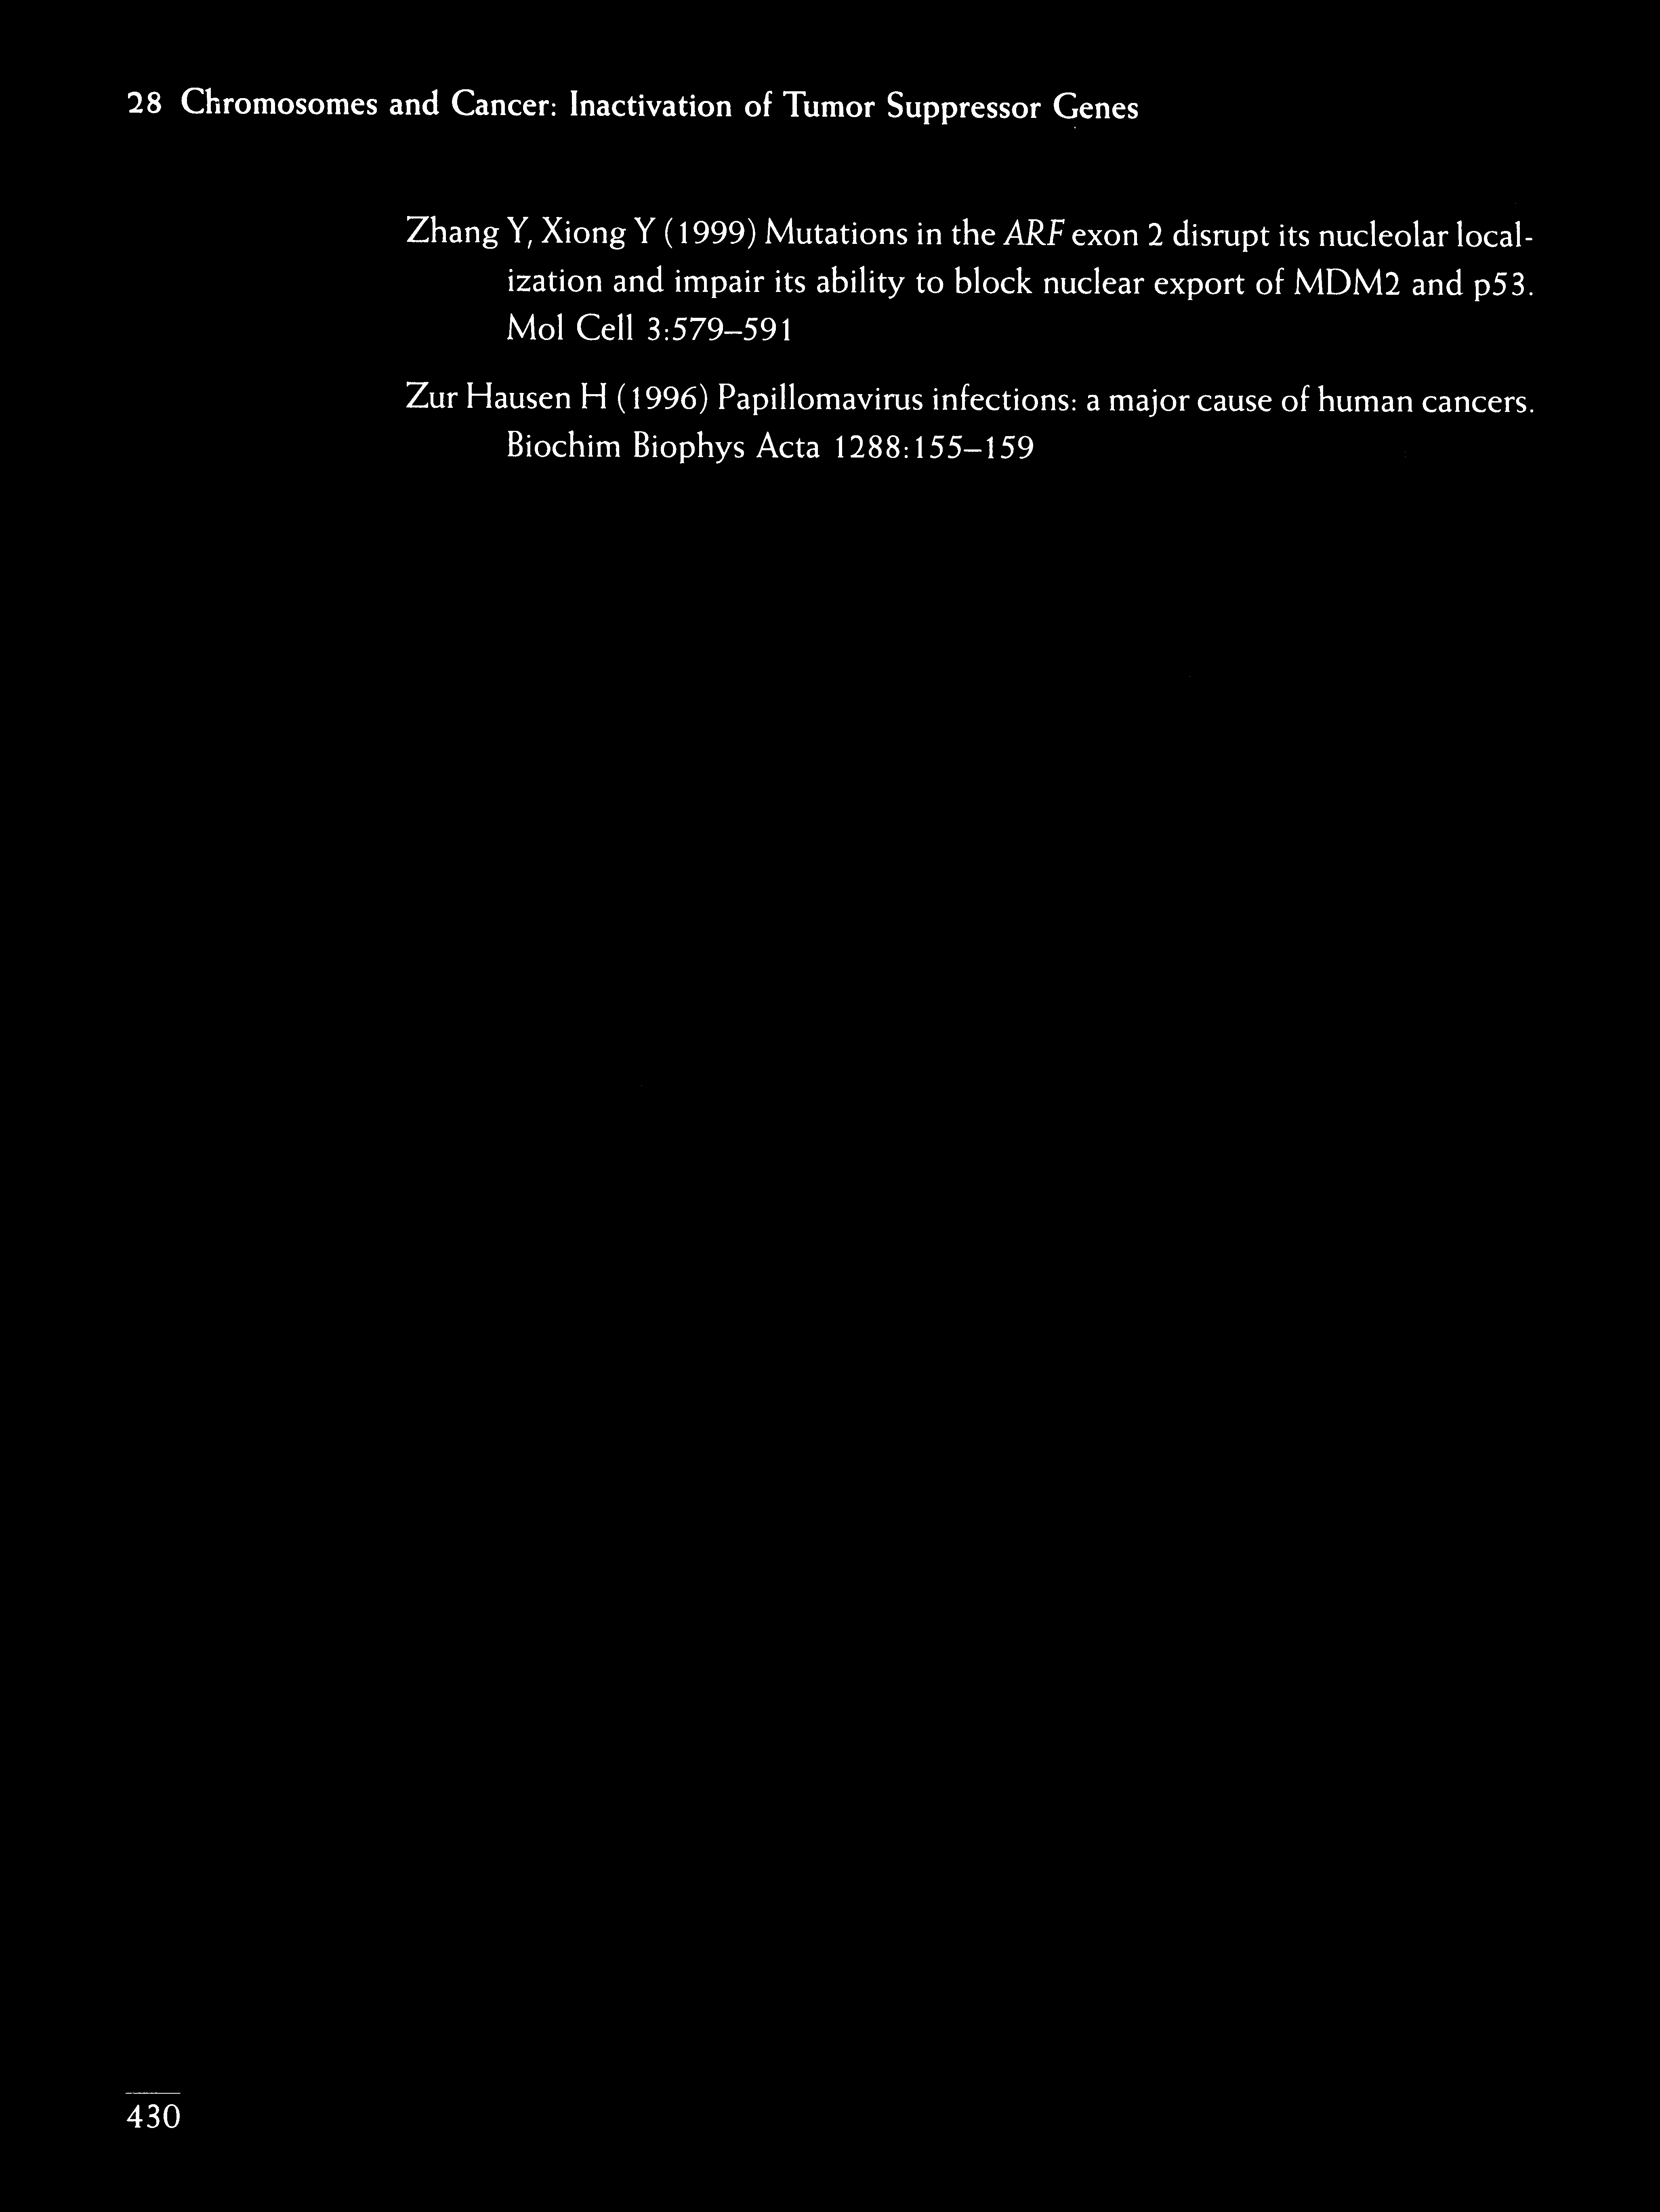 28 Chromosomes and Cancer: Inactivation of Tumor Suppressor Genes
Zhang Y, Xiong Y (1999) Mutations in the ARF exon 2 disrupt its nucleolar local-
ization and impair its ability to block nuclear export of MDM2 and p53.
Mol Cell 3:579–591
Zur Hausen H (1996) Papillomavirus infections: a major cause of human cancers.
Biochim Biophys Acta 1288:155–159
430